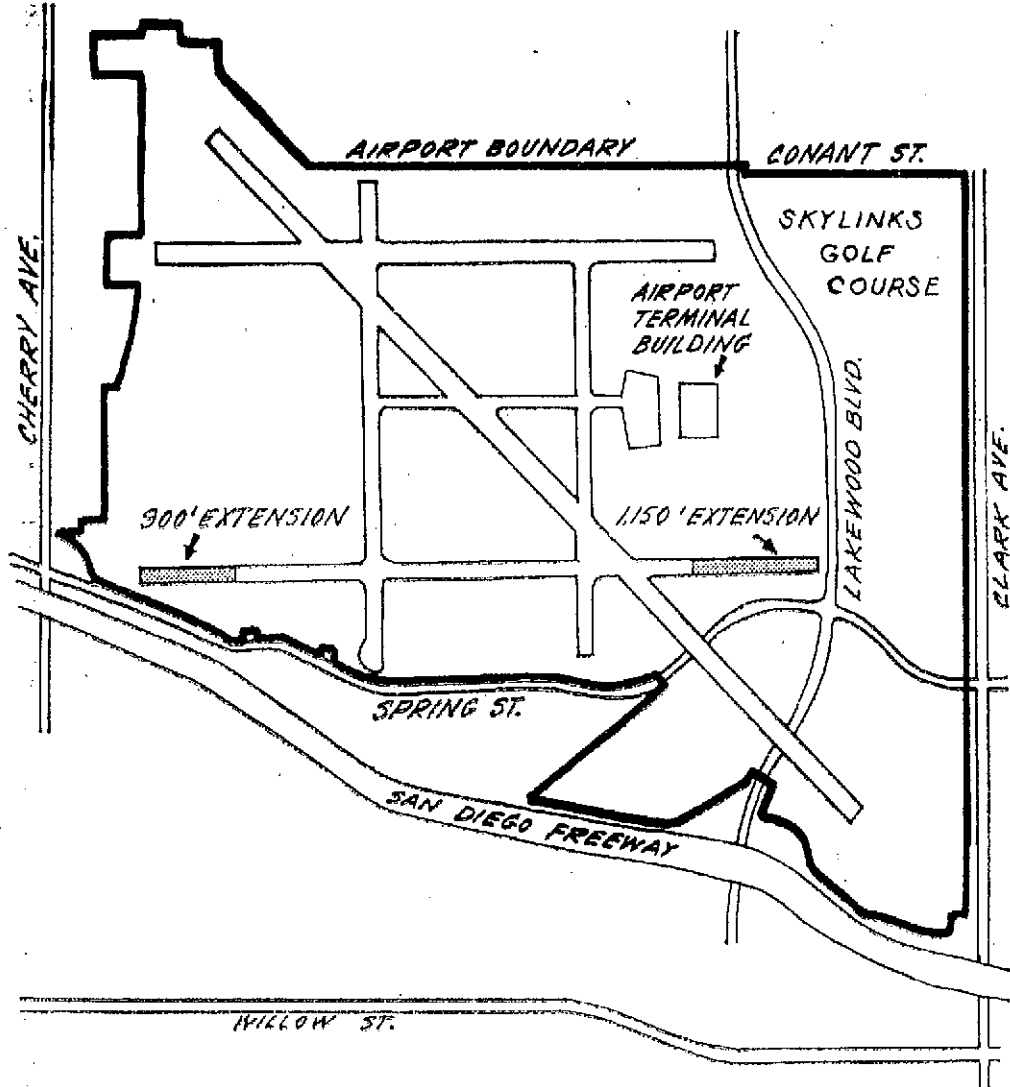 AIRPORT BOUNDARY
CONANT ST.
SKYLINKS
GOLF
COURSE
CHERRY AVE.
AIRPORT
TERMINAL
BUILDING
LAKEWOOD BLVD.
CLARK AVE.
900' EXTENSION
1,150' EXTENSION
SPRING ST.
SAN DIEGO FREEWAY
WILLOW ST.